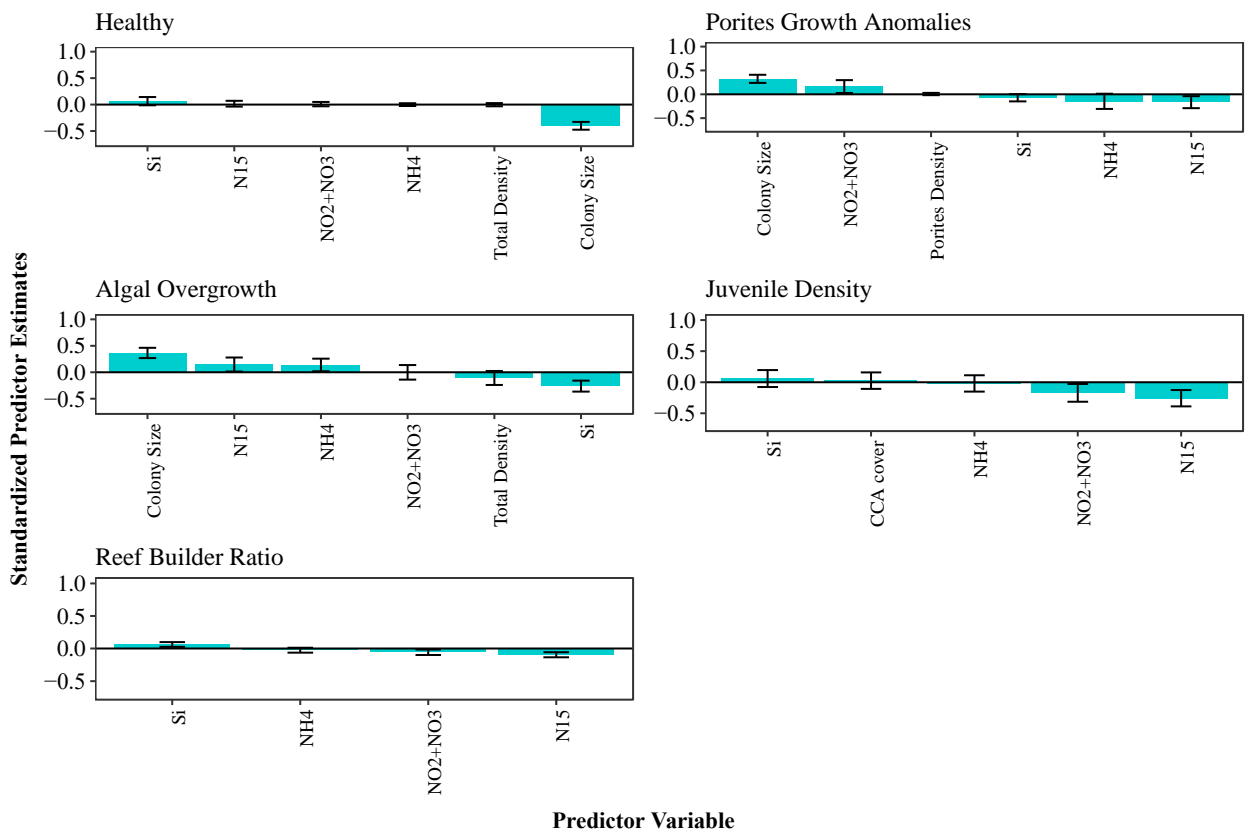 Healthy
1.0
0.5
0.0
−0.5
Si
N15
NO2+NO3
NH4
Total Density
Colony Size
Porites Growth Anomalies
1.0
0.5
0.0
−0.5
Colony Size
NO2+NO3
Porites Density
Si
NH4
N15
Standardized Predictor Estimates
Algal Overgrowth
1.0
0.5
0.0
−0.5
Colony Size
N15
NH4
NO2+NO3
Total Density
Si
Juvenile Density
1.0
0.5
0.0
−0.5
Si
CCA cover
NH4
NO2+NO3
N15
Reef Builder Ratio
1.0
0.5
0.0
−0.5
Si
NH4
NO2+NO3
N15
Predictor Variable